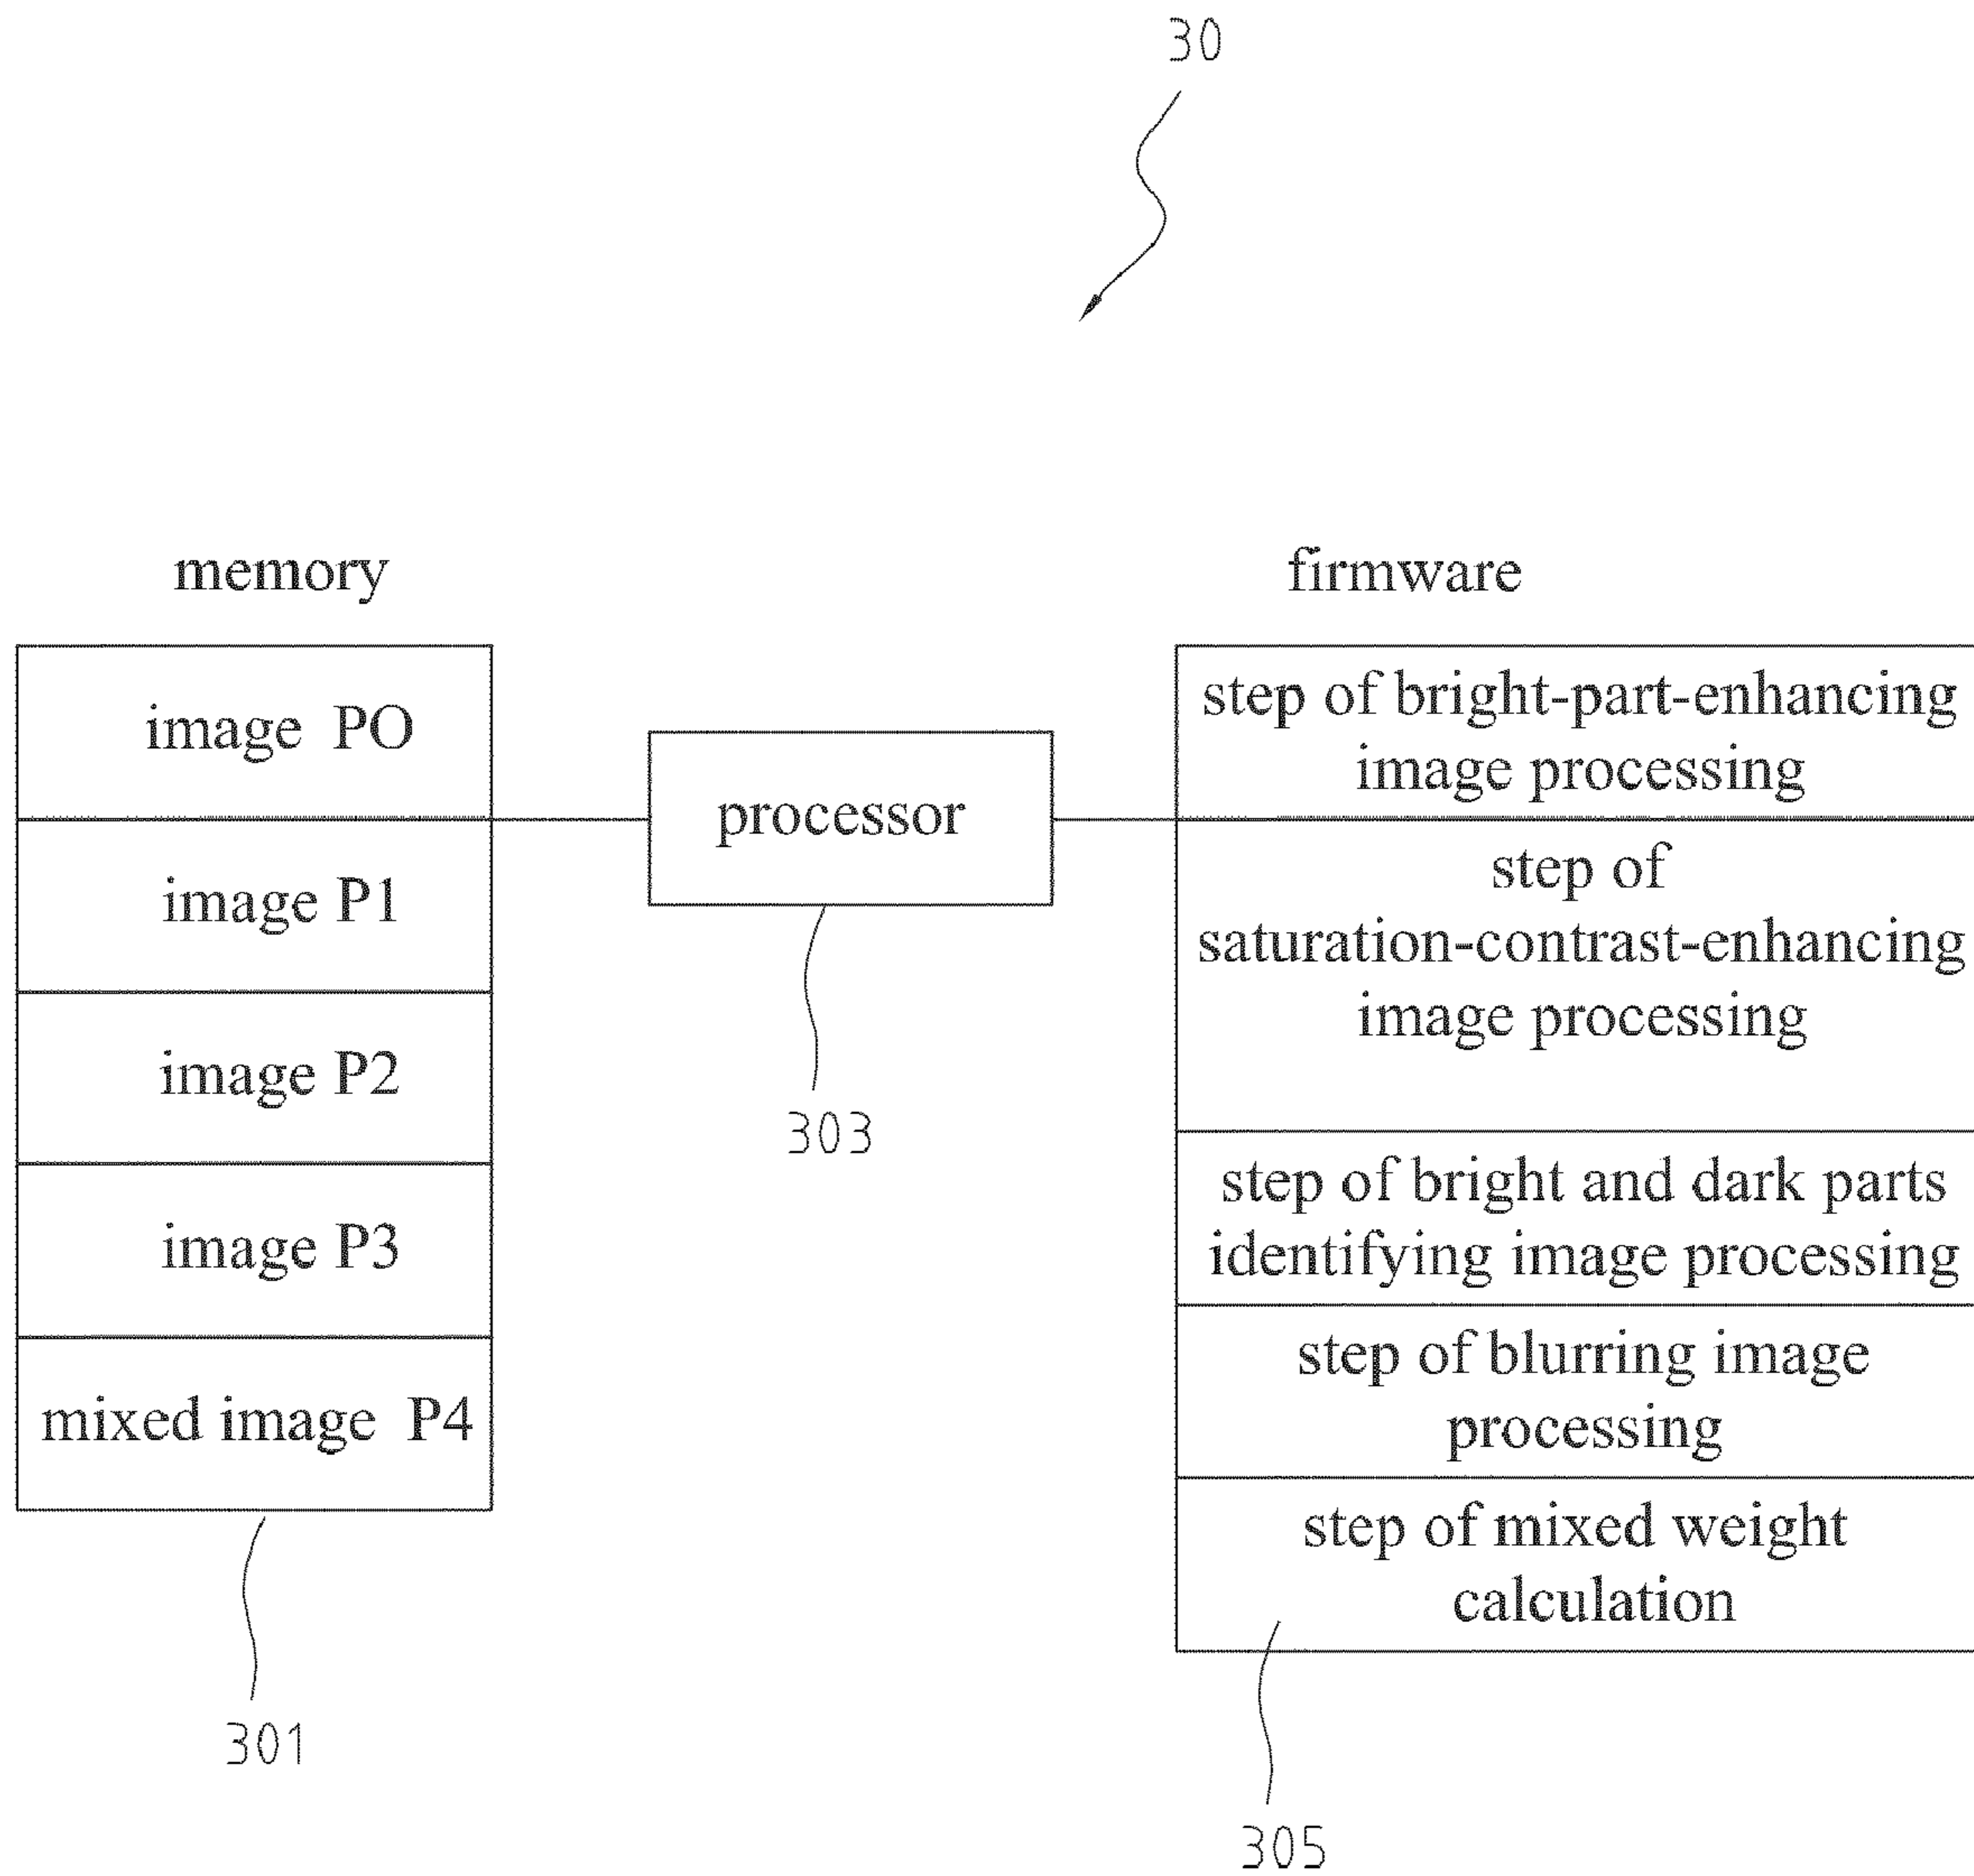 30
memory
firmware
image PO
image P1
image P2
image P3
mixed image P4
301
processor
303
step of bright-part-enhancing
image processing
step of
saturation-contrast-enhancing
image processing
step of bright and dark parts
identifying image processing
step of blurring image
processing
step of mixed weight
calculation
305